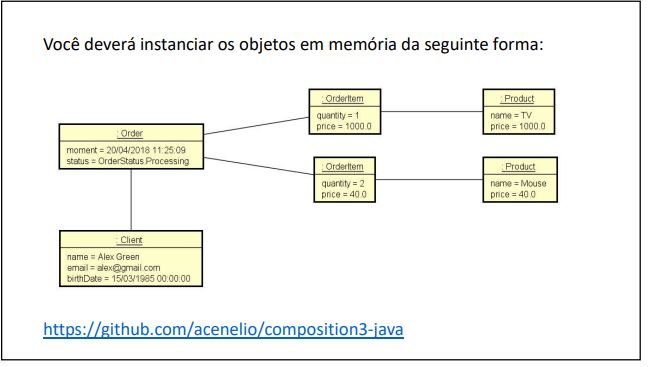 Você deverá instanciar os objetos em memória da seguinte forma:
: OrderItem
quantity = 1
price = 1000.0
: Product
name = TV
price = 1000.0
: Order
moment = 20/04/2018 11:25:09
status = OrderStatus.Processing
: OrderItem
quantity = 2
price = 40.0
: Product
name = Mouse
price = 40.0
: Client
name = Alex Green
email = alex@gmail.com
birthDate = 15/03/1985 00:00:00
https://github.com/acenelio/composition3-java